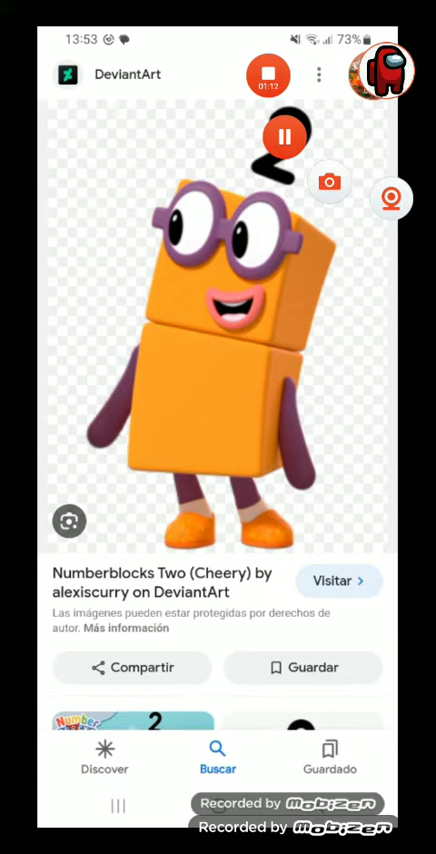 13:53
73%
DeviantArt
01:12
2
Numberblocks Two (Cheery) by
alexiscurry on DeviantArt
Visitar
Las imágenes pueden estar protegidas por derechos de
autor. Más información
Compartir
Guardar
Number
2
Discover
Buscar
Guardado
Recorded by Mobizen
Recorded by Mobizen